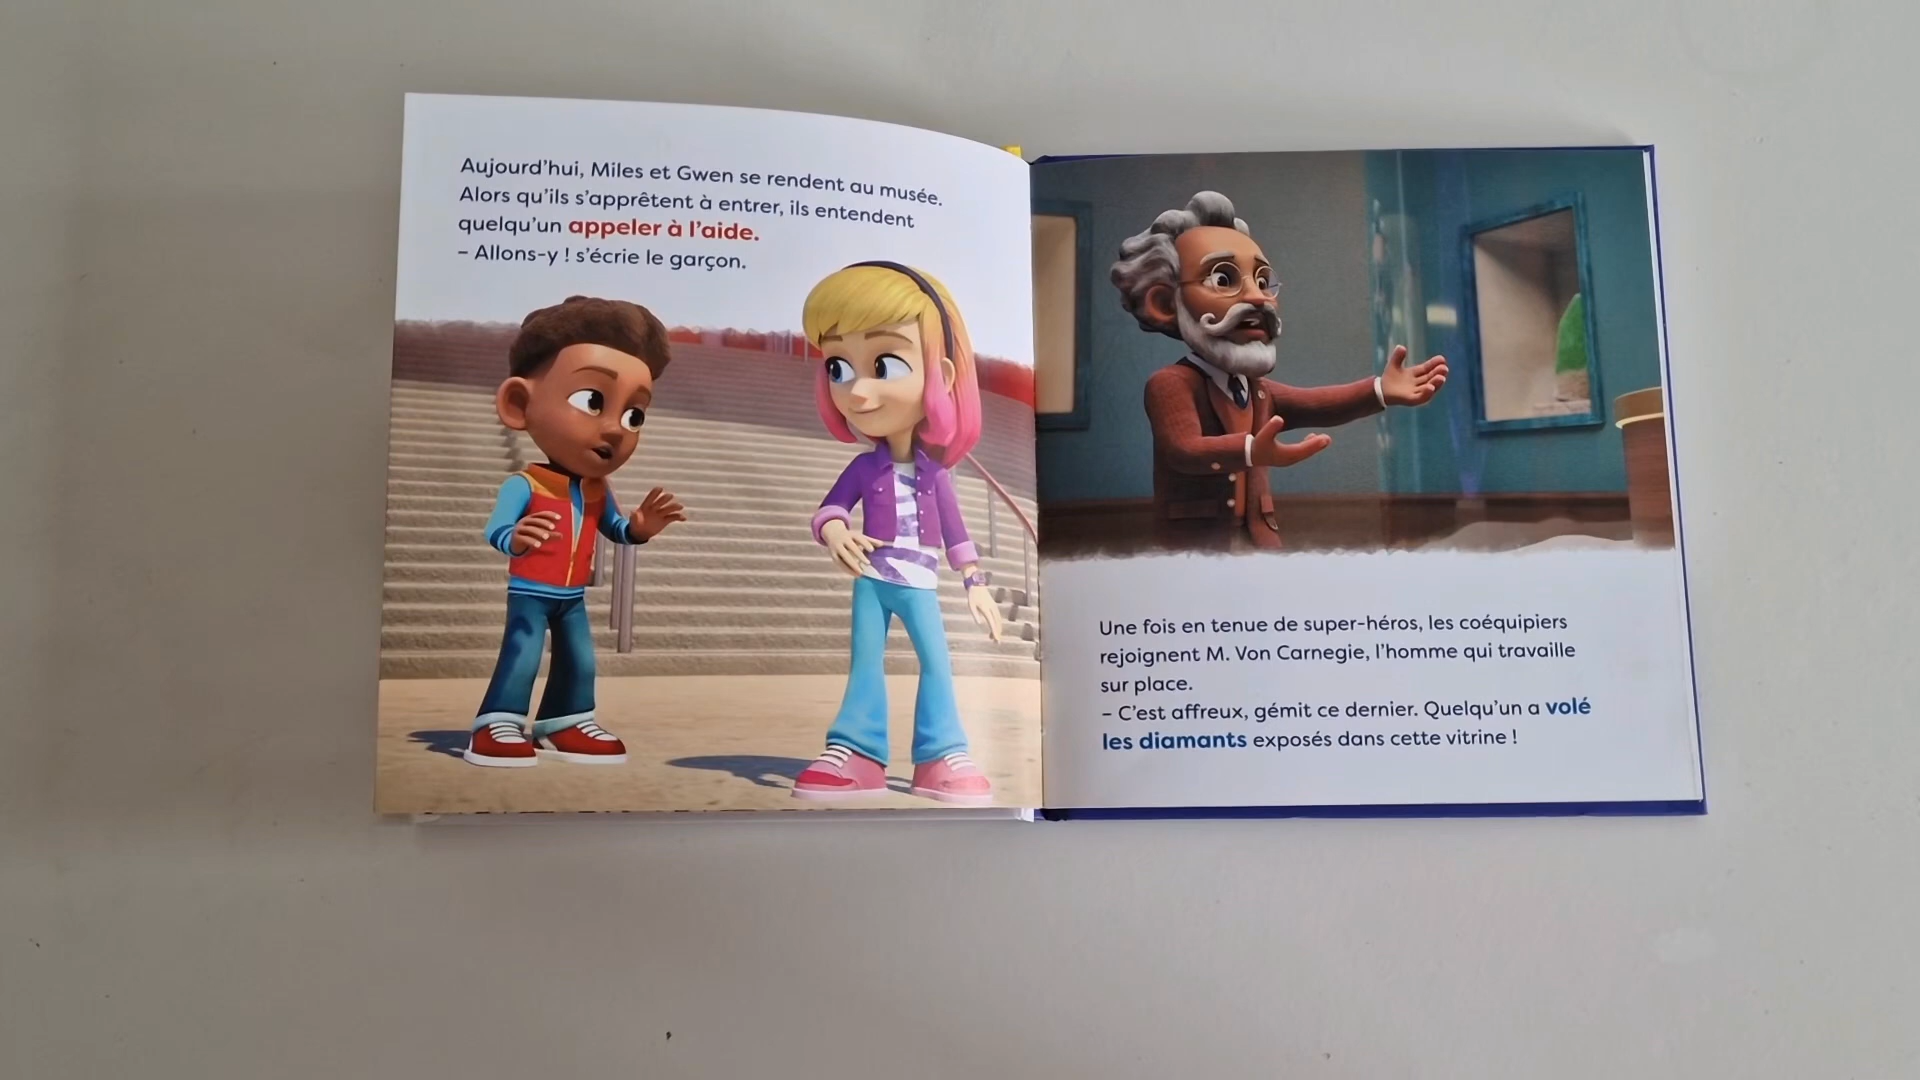 Aujourd'hui, Miles et Gwen se rendent au musée.
Alors qu'ils s'apprêtent à entrer, ils entendent
quelqu'un appeler à l'aide.
– Allons-y ! s'écrie le garçon.
Une fois en tenue de super-héros, les coéquipiers
rejoignent M. Von Carnegie, l'homme qui travaille
sur place.
– C'est affreux, gémit ce dernier. Quelqu'un a volé
les diamants exposés dans cette vitrine !